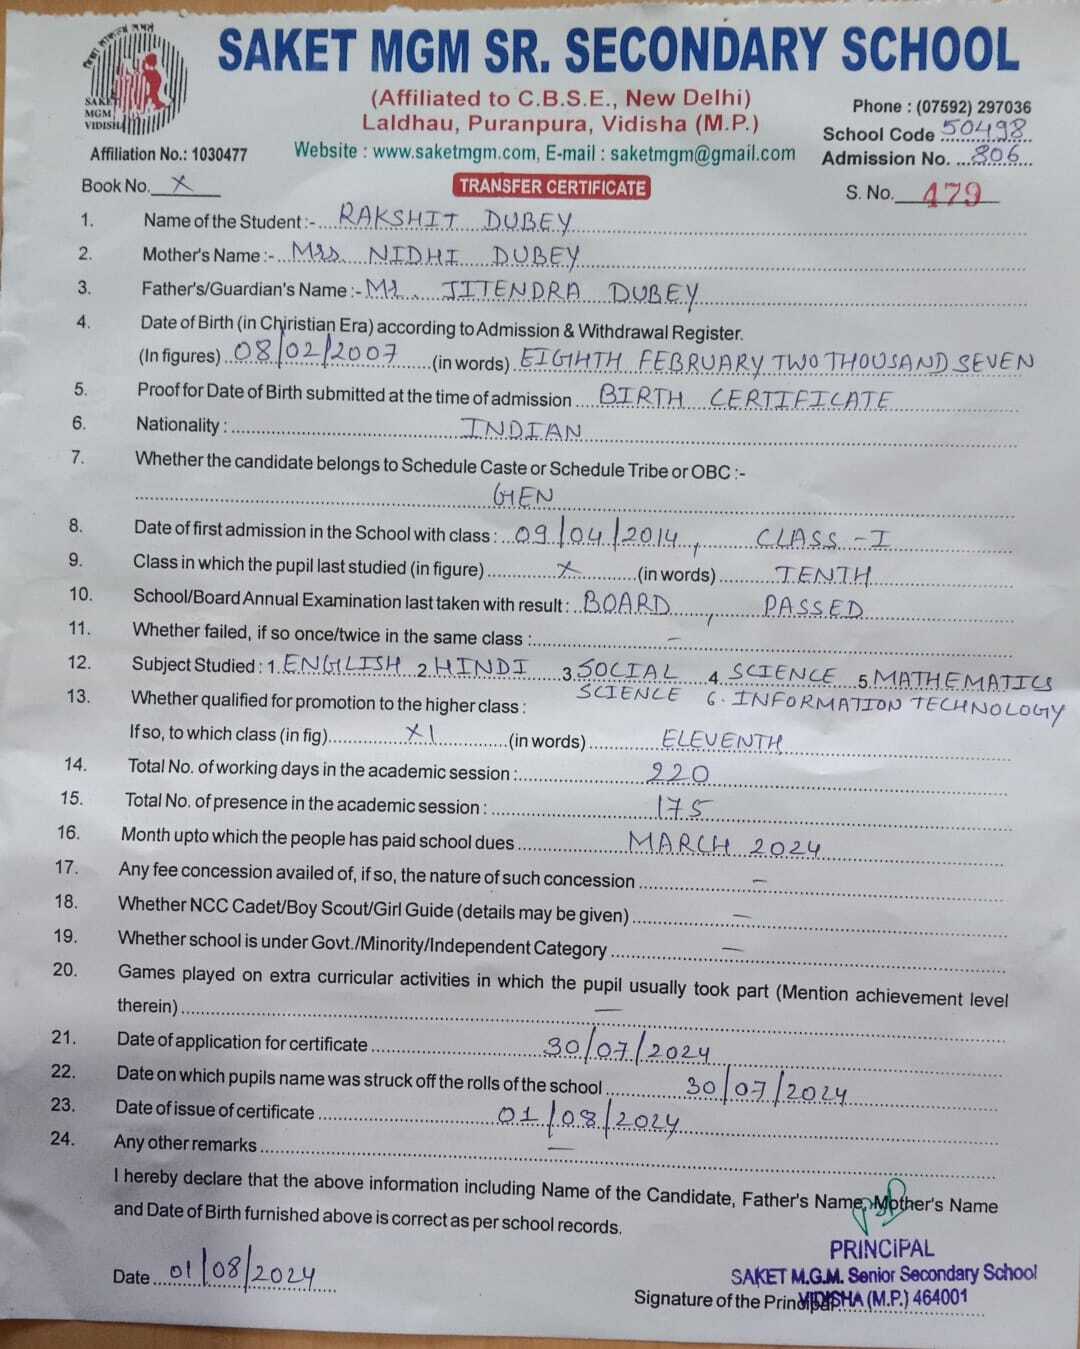 SAKET MGM SR. SECONDARY SCHOOL
SAKET
MGM
VIDISHA
(Affiliated to C.B.S.E., New Delhi)
Laldhau, Puranpura, Vidisha (M.P.)
Phone : (07592) 297036
School Code 50498
Affiliation No.: 1030477
Website : www.saketmgm.com, E-mail : saketmgm@gmail.com
Admission No. ...806
Book No. X
TRANSFER CERTIFICATE
S. No. 479
1. Name of the Student :- RAKSHIT DUBEY
2. Mother's Name :- Mrs. NIDHI DUBEY
3. Father's/Guardian's Name :- Mr. JITENDRA DUBEY
4. Date of Birth (in Chiristian Era) according to Admission & Withdrawal Register.
(In figures) 08/02/2007 (in words) EIGHTH FEBRUARY TWO THOUSAND SEVEN
5. Proof for Date of Birth submitted at the time of admission BIRTH CERTIFICATE
6. Nationality : INDIAN
7. Whether the candidate belongs to Schedule Caste or Schedule Tribe or OBC :-
GEN
8. Date of first admission in the School with class : 09/04/2014, CLASS - I
9. Class in which the pupil last studied (in figure) X (in words) TENTH
10. School/Board Annual Examination last taken with result : BOARD, PASSED
11. Whether failed, if so once/twice in the same class : -
12. Subject Studied : 1. ENGLISH 2. HINDI 3. SOCIAL 4. SCIENCE 5. MATHEMATICS
SCIENCE 6. INFORMATION TECHNOLOGY
13. Whether qualified for promotion to the higher class :
If so, to which class (in fig) XI (in words) ELEVENTH
14. Total No. of working days in the academic session : 220
15. Total No. of presence in the academic session : 175
16. Month upto which the people has paid school dues MARCH 2024
17. Any fee concession availed of, if so, the nature of such concession -
18. Whether NCC Cadet/Boy Scout/Girl Guide (details may be given) -
19. Whether school is under Govt./Minority/Independent Category -
20. Games played on extra curricular activities in which the pupil usually took part (Mention achievement level
therein) -
21. Date of application for certificate 30/07/2024
22. Date on which pupils name was struck off the rolls of the school 30/07/2024
23. Date of issue of certificate 01/08/2024
24. Any other remarks -
I hereby declare that the above information including Name of the Candidate, Father's Name, Mother's Name
and Date of Birth furnished above is correct as per school records.
PRINCIPAL
Date 01/08/2024
SAKET M.G.M. Senior Secondary School
Signature of the Principal
VIDISHA (M.P.) 464001